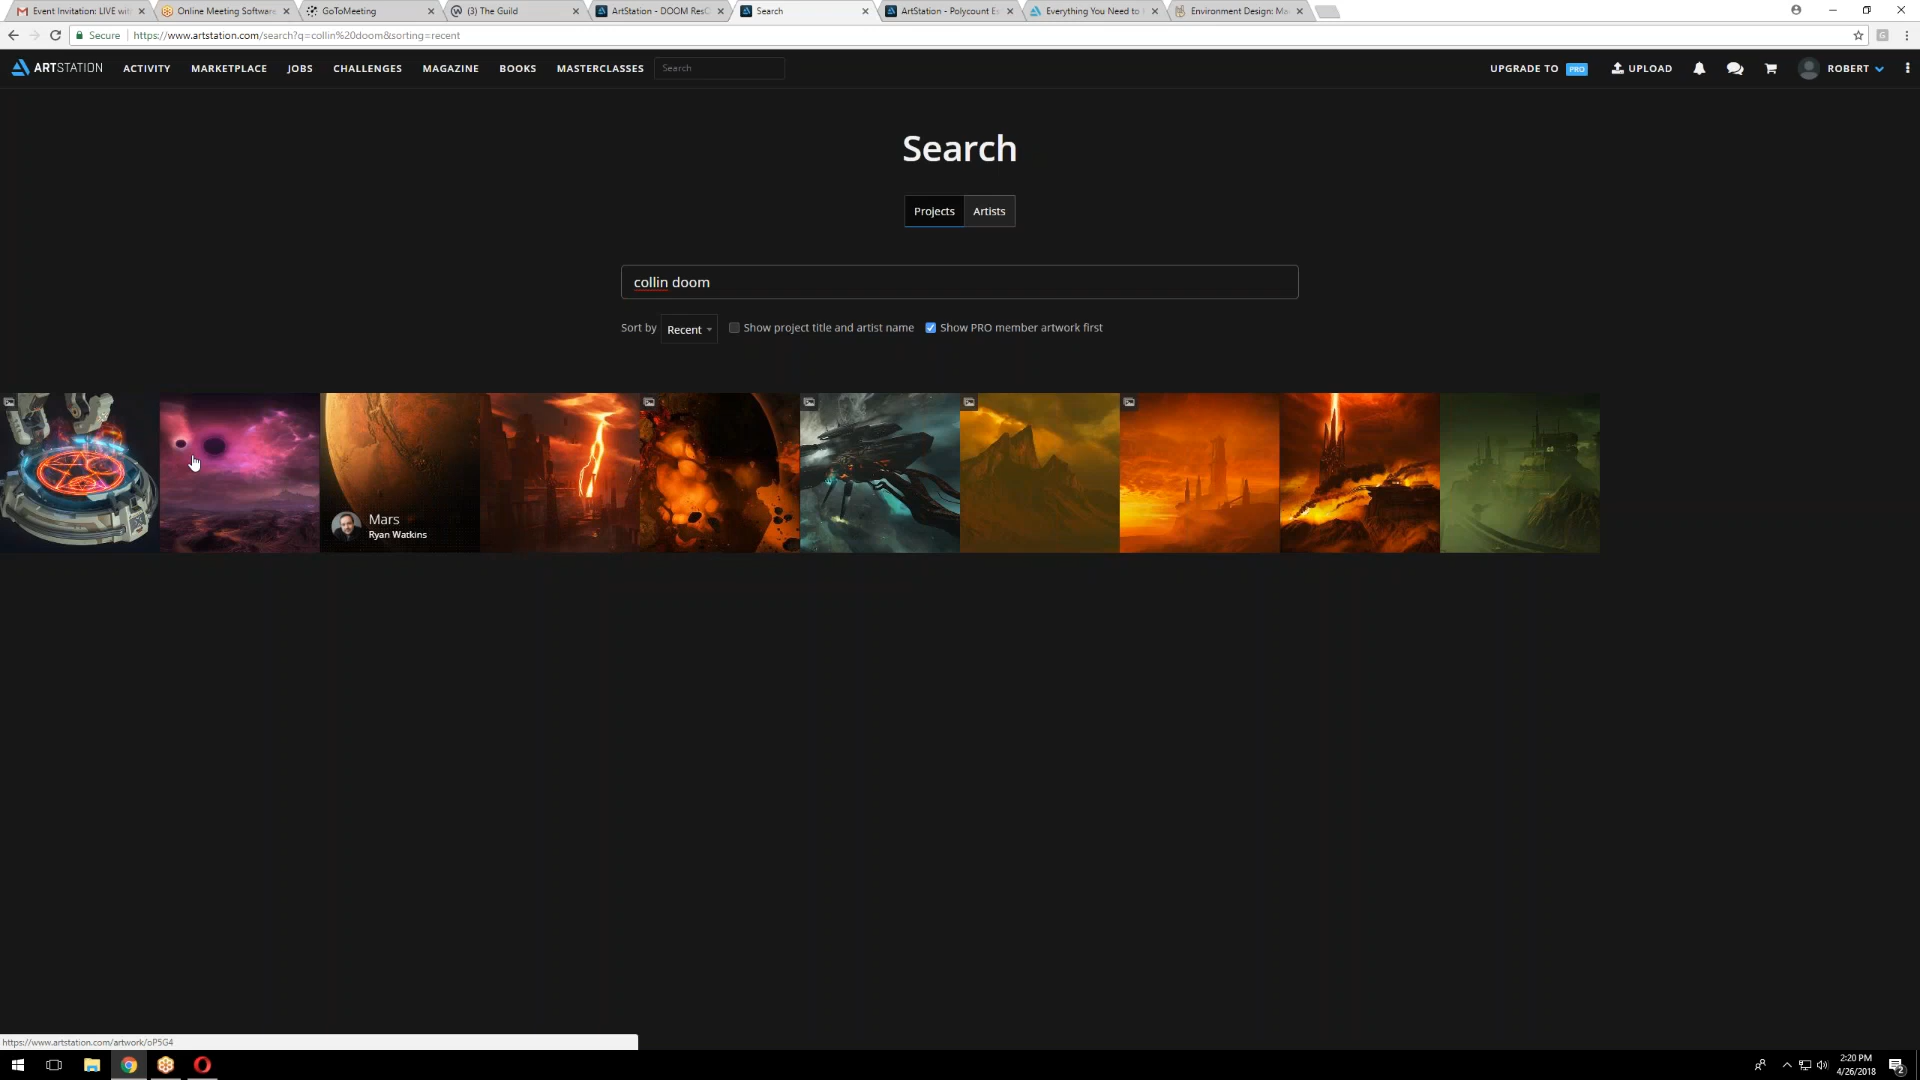 Event Invitation: LIVE wit
Online Meeting Software
GoToMeeting
(3) The Guild
ArtStation - DOOM ResC
Search
ArtStation - Polycount E
Everything You Need to
Environment Design: Ma
Secure
https://www.artstation.com/search?q=collin%20doom&sorting=recent
ARTSTATION
ACTIVITY
MARKETPLACE
JOBS
CHALLENGES
MAGAZINE
BOOKS
MASTERCLASSES
Search
UPGRADE TO PRO
UPLOAD
ROBERT
Search
Projects
Artists
collin doom
Sort by
Recent
Show project title and artist name
Show PRO member artwork first
Mars
Ryan Watkins
https://www.artstation.com/artwork/oP5G4
2:20 PM
4/26/2018
2